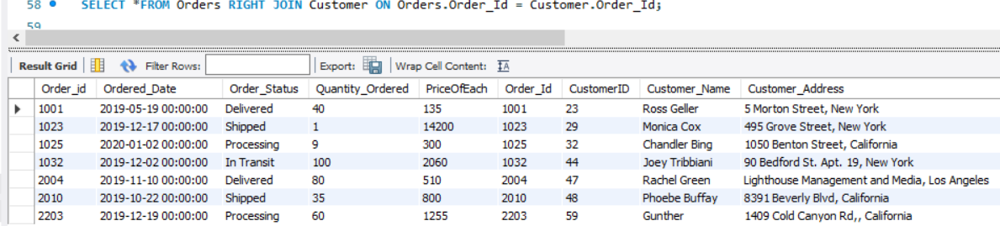 58 SELECT *FROM Orders RIGHT JOIN Customer ON Orders.Order_Id = Customer.Order_Id;
59
Result Grid Filter Rows: Export: Wrap Cell Content:
Order_id Ordered_Date Order_Status Quantity_Ordered PriceOfEach Order_Id CustomerID Customer_Name Customer_Address
1001 2019-05-19 00:00:00 Delivered 40 135 1001 23 Ross Geller 5 Morton Street, New York
1023 2019-12-17 00:00:00 Shipped 1 14200 1023 29 Monica Cox 495 Grove Street, New York
1025 2020-01-02 00:00:00 Processing 9 300 1025 32 Chandler Bing 1050 Benton Street, California
1032 2019-12-02 00:00:00 In Transit 100 2060 1032 44 Joey Tribbiani 90 Bedford St. Apt. 19, New York
2004 2019-11-10 00:00:00 Delivered 80 510 2004 47 Rachel Green Lighthouse Management and Media, Los Angeles
2010 2019-10-22 00:00:00 Shipped 35 800 2010 48 Phoebe Buffay 8391 Beverly Blvd, California
2203 2019-12-19 00:00:00 Processing 60 1255 2203 59 Gunther 1409 Cold Canyon Rd,, California